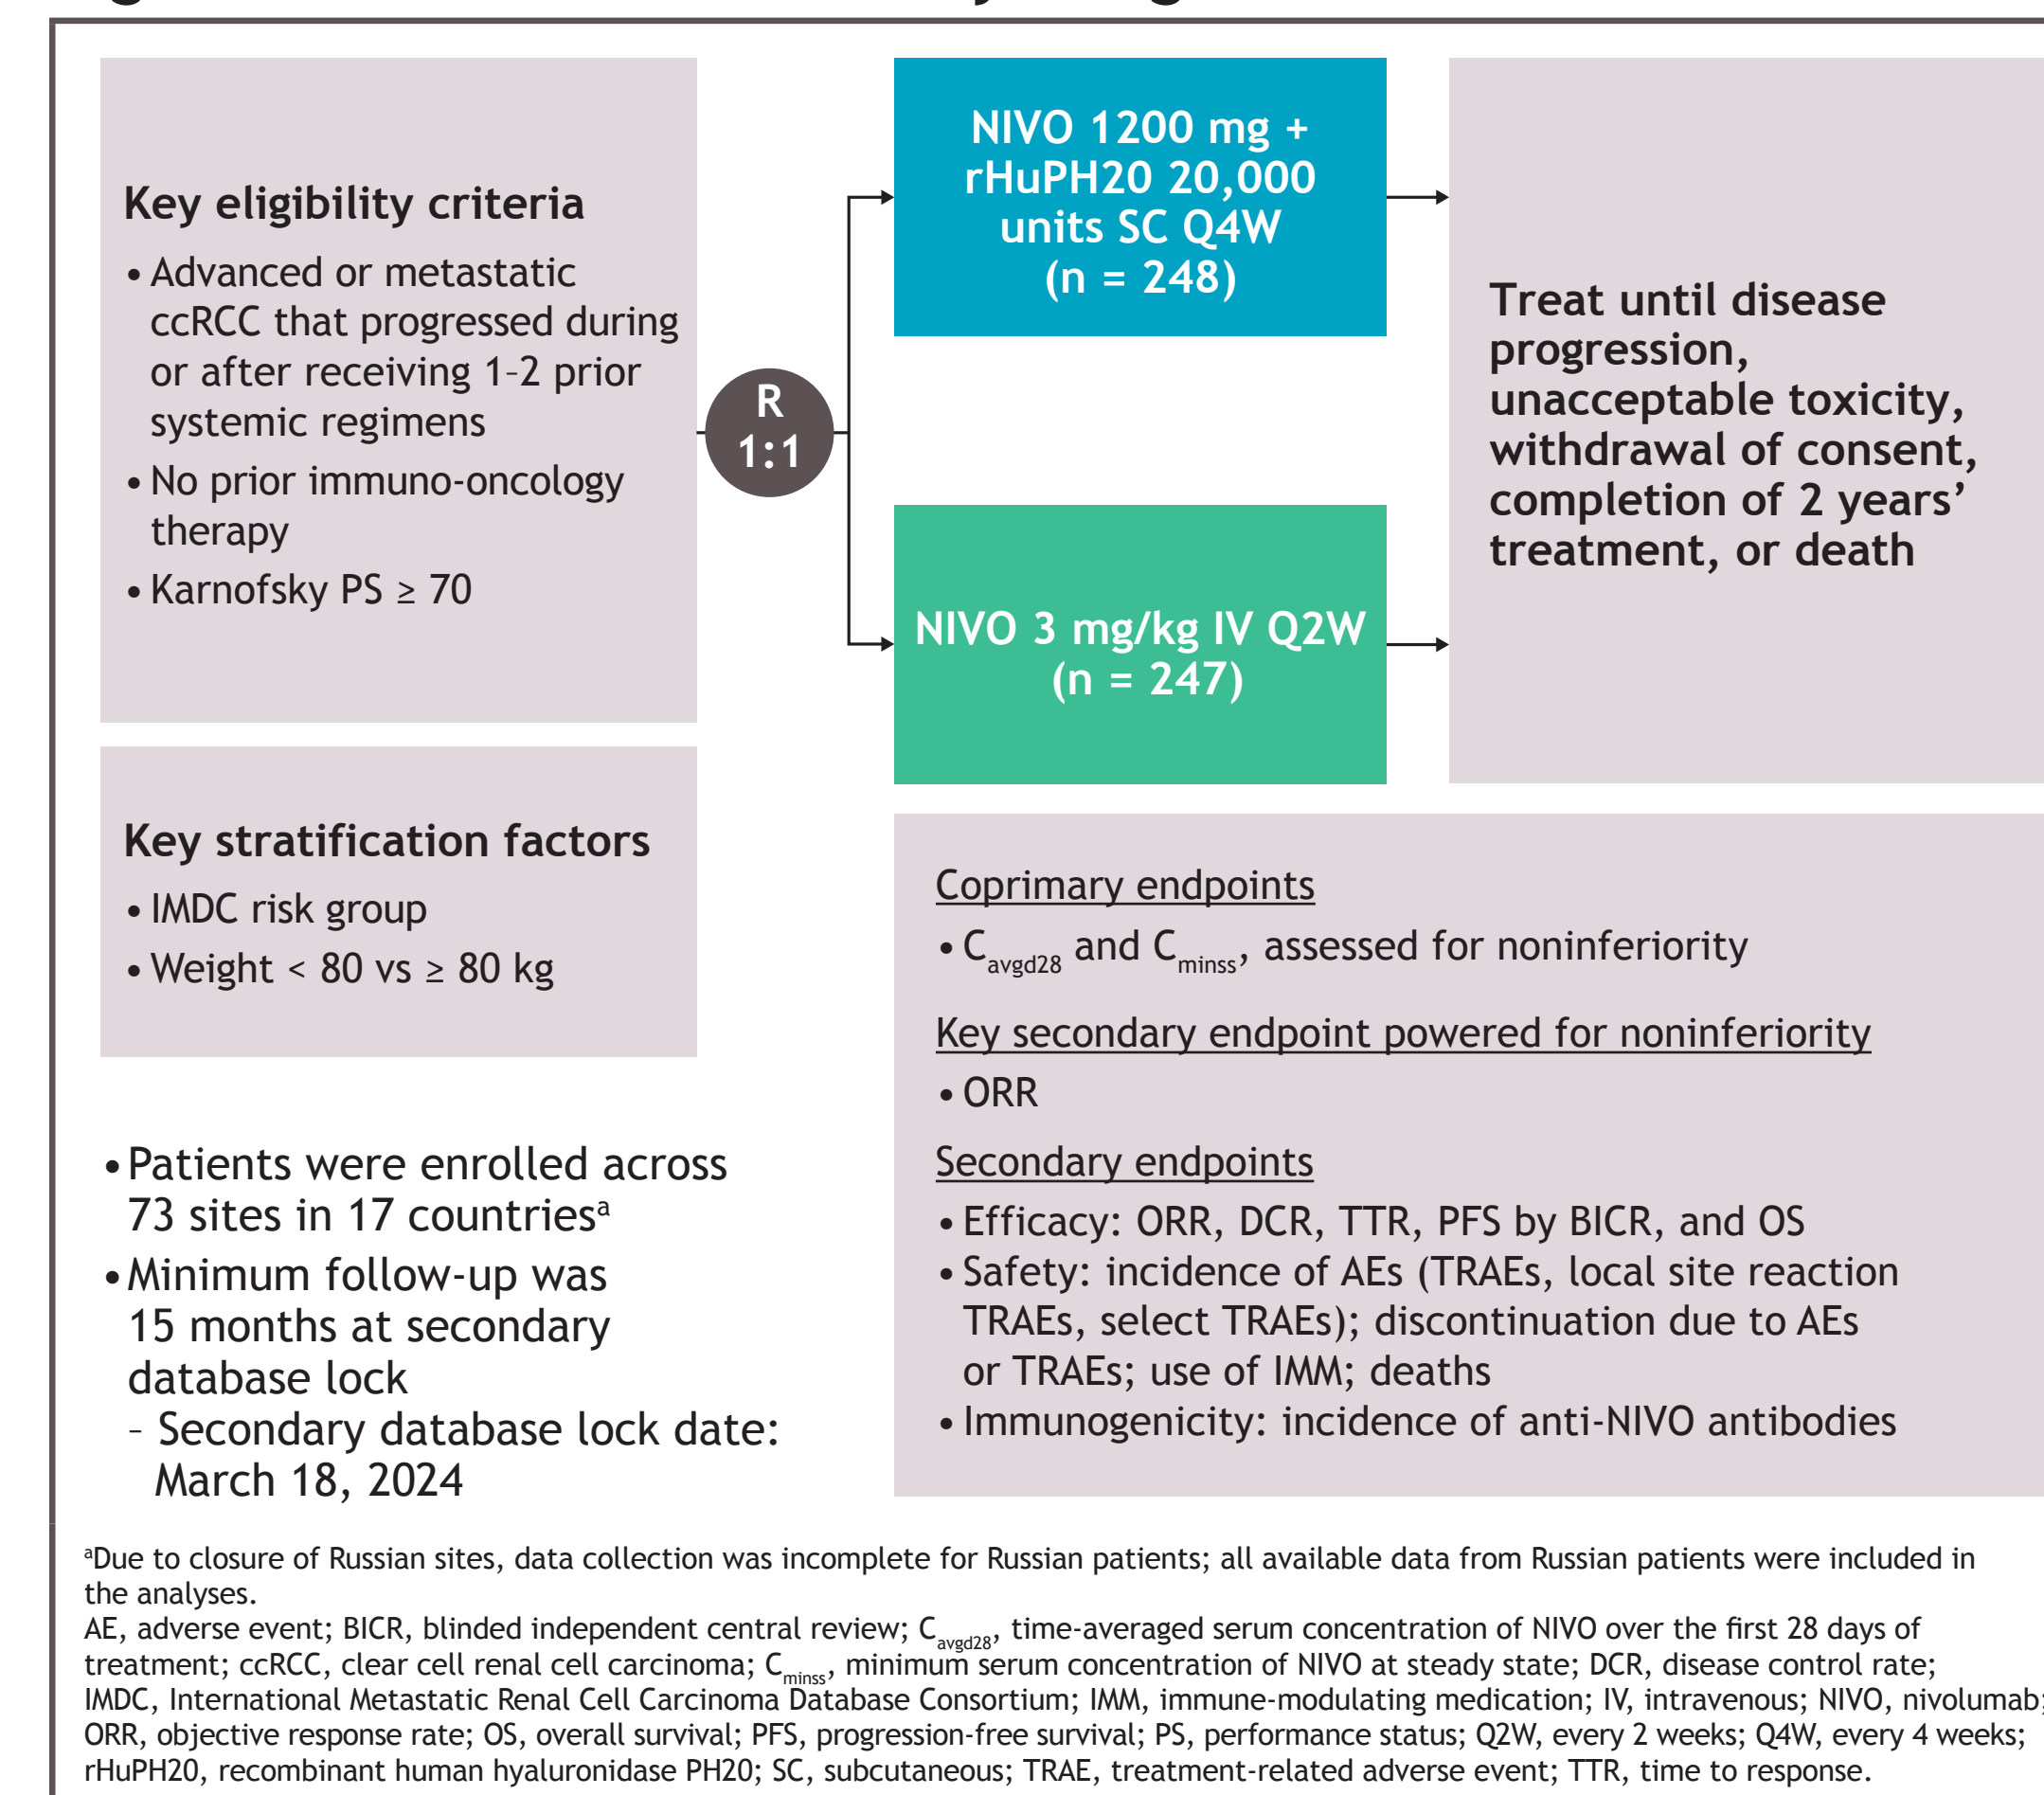 Key eligibility criteria
• Advanced or metastatic
ccRCC that progressed during
or after receiving 1–2 prior
systemic regimens
• No prior immuno-oncology
therapy
• Karnofsky PS ≥ 70
Key stratification factors
• IMDC risk group
• Weight < 80 vs ≥ 80 kg
R
1:1
NIVO 1200 mg +
rHuPH20 20,000
units SC Q4W
(n = 248)
NIVO 3 mg/kg IV Q2W
(n = 247)
Treat until disease
progression,
unacceptable toxicity,
withdrawal of consent,
completion of 2 years’
treatment, or death
• Patients were enrolled across
73 sites in 17 countriesᵃ
• Minimum follow-up was
15 months at secondary
database lock
– Secondary database lock date:
March 18, 2024
Coprimary endpoints
• Cavgd28 and Cminss, assessed for noninferiority
Key secondary endpoint powered for noninferiority
• ORR
Secondary endpoints
• Efficacy: ORR, DCR, TTR, PFS by BICR, and OS
• Safety: incidence of AEs (TRAEs, local site reaction
TRAEs, select TRAEs); discontinuation due to AEs
or TRAEs; use of IMM; deaths
• Immunogenicity: incidence of anti-NIVO antibodies
ᵃDue to closure of Russian sites, data collection was incomplete for Russian patients; all available data from Russian patients were included in
the analyses.
AE, adverse event; BICR, blinded independent central review; Cavgd28, time-averaged serum concentration of NIVO over the first 28 days of
treatment; ccRCC, clear cell renal cell carcinoma; Cminss, minimum serum concentration of NIVO at steady state; DCR, disease control rate;
IMDC, International Metastatic Renal Cell Carcinoma Database Consortium; IMM, immune-modulating medication; IV, intravenous; NIVO, nivolumab;
ORR, objective response rate; OS, overall survival; PFS, progression-free survival; PS, performance status; Q2W, every 2 weeks; Q4W, every 4 weeks;
rHuPH20, recombinant human hyaluronidase PH20; SC, subcutaneous; TRAE, treatment-related adverse event; TTR, time to response.